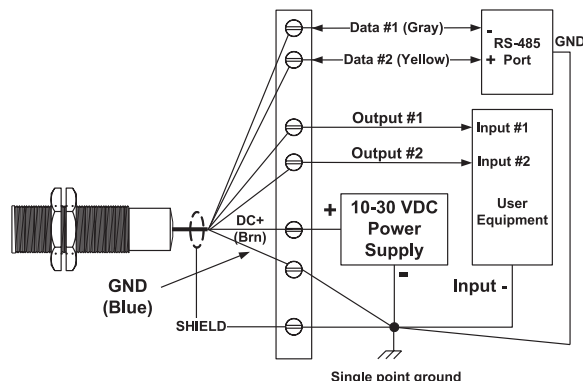 Data #1 (Gray)
-
RS-485
Port
GND
Data #2 (Yellow)
+
Output #1
Input #1
Output #2
Input #2
User
Equipment
DC+
(Brn)
+
10-30 VDC
Power
Supply
-
Input -
GND
(Blue)
SHIELD
Single point ground